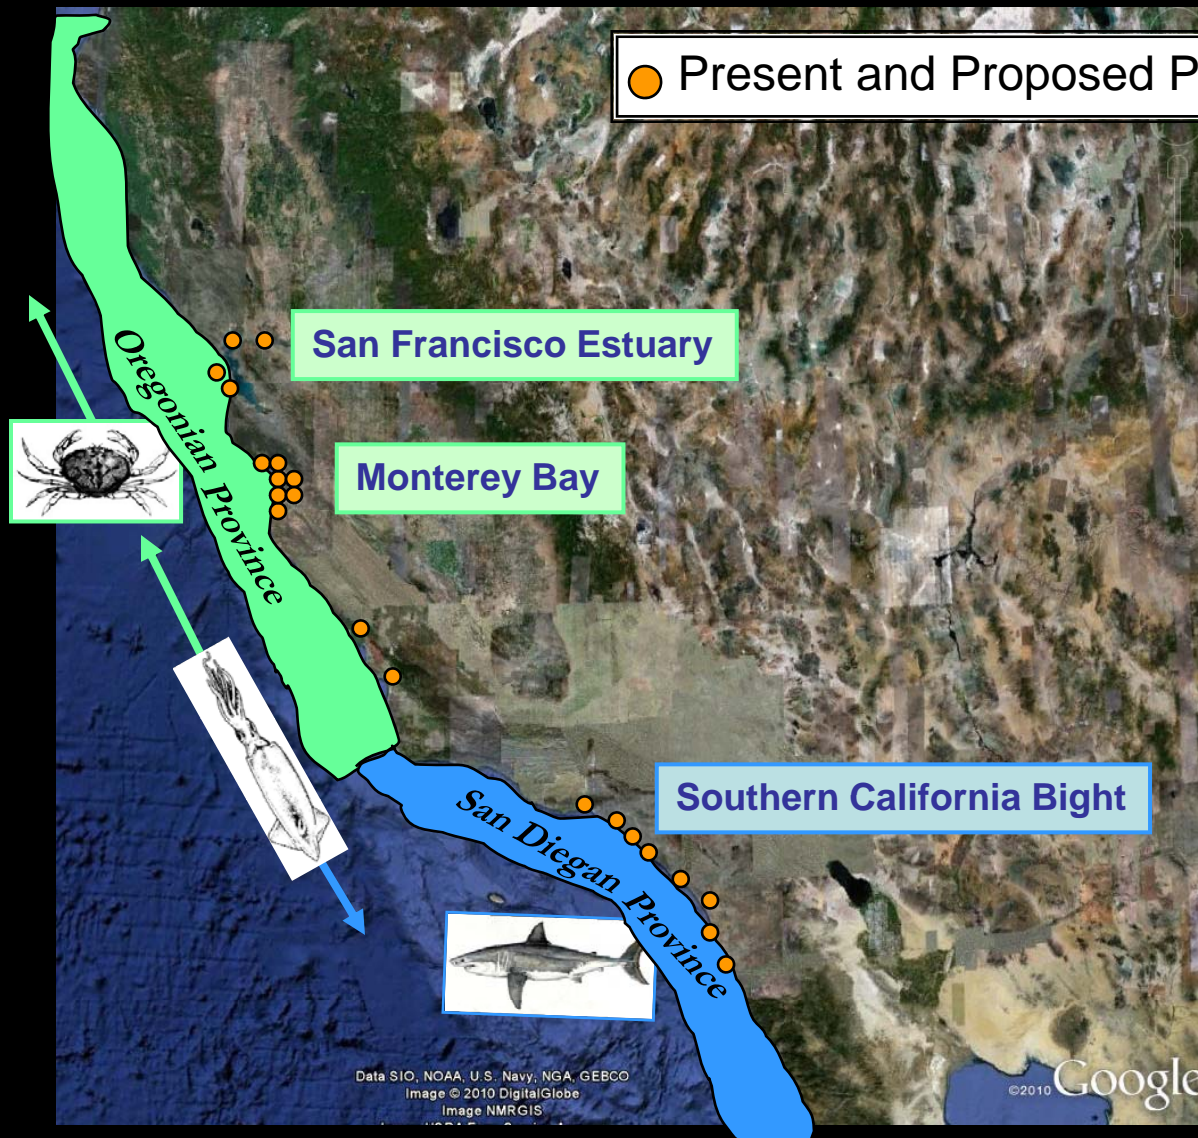 Present and Proposed P
San Francisco Estuary
Oregonian Province
Monterey Bay
Southern California Bight
San Diegan Province
Data SIO, NOAA, U.S. Navy, NGA, GEBCO
Image © 2010 DigitalGlobe
Image NMRGIS
©2010 Google